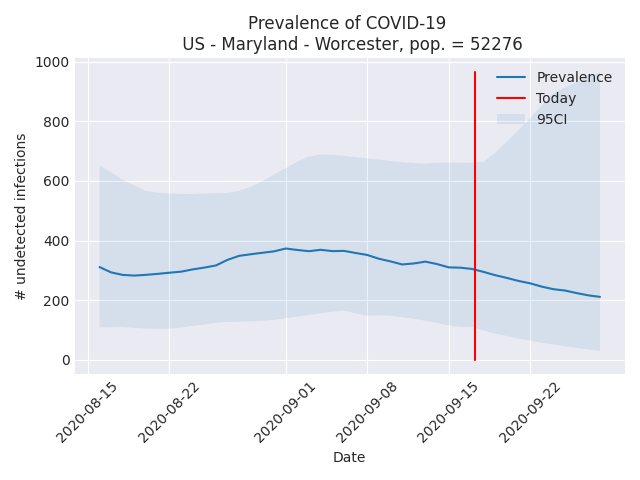 Prevalence of COVID-19
US - Maryland - Worcester, pop. = 52276
1000
800
600
400
200
0
# undetected infections
Prevalence
Today
95CI
2020-08-15
2020-08-22
2020-09-01
2020-09-08
2020-09-15
2020-09-22
Date